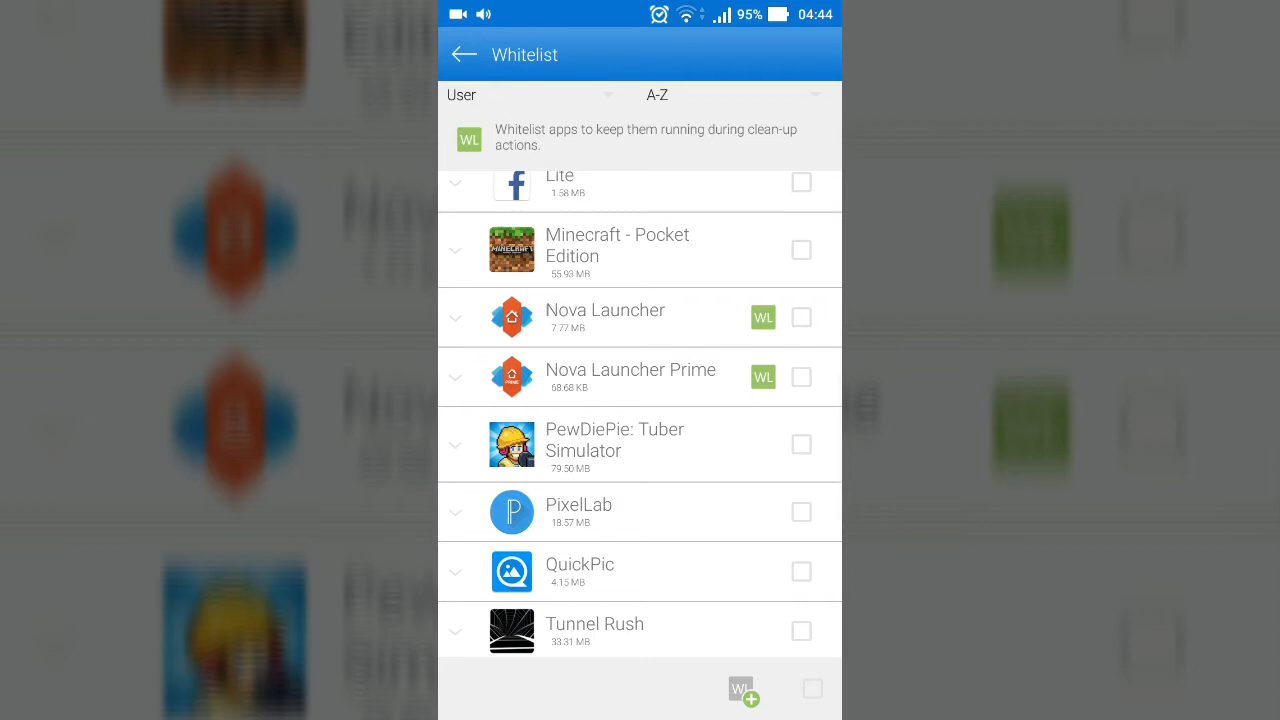 95% 04:44
Whitelist
User A-Z
WL Whitelist apps to keep them running during clean-up
actions.
Lite
1.58 MB
Minecraft - Pocket
Edition
55.93 MB
MINECRAFT
Nova Launcher
7.77 MB
WL
Nova Launcher Prime
68.68 KB
PRIME
WL
PewDiePie: Tuber
Simulator
79.50 MB
PixelLab
18.57 MB
QuickPic
4.15 MB
Tunnel Rush
33.31 MB
WL